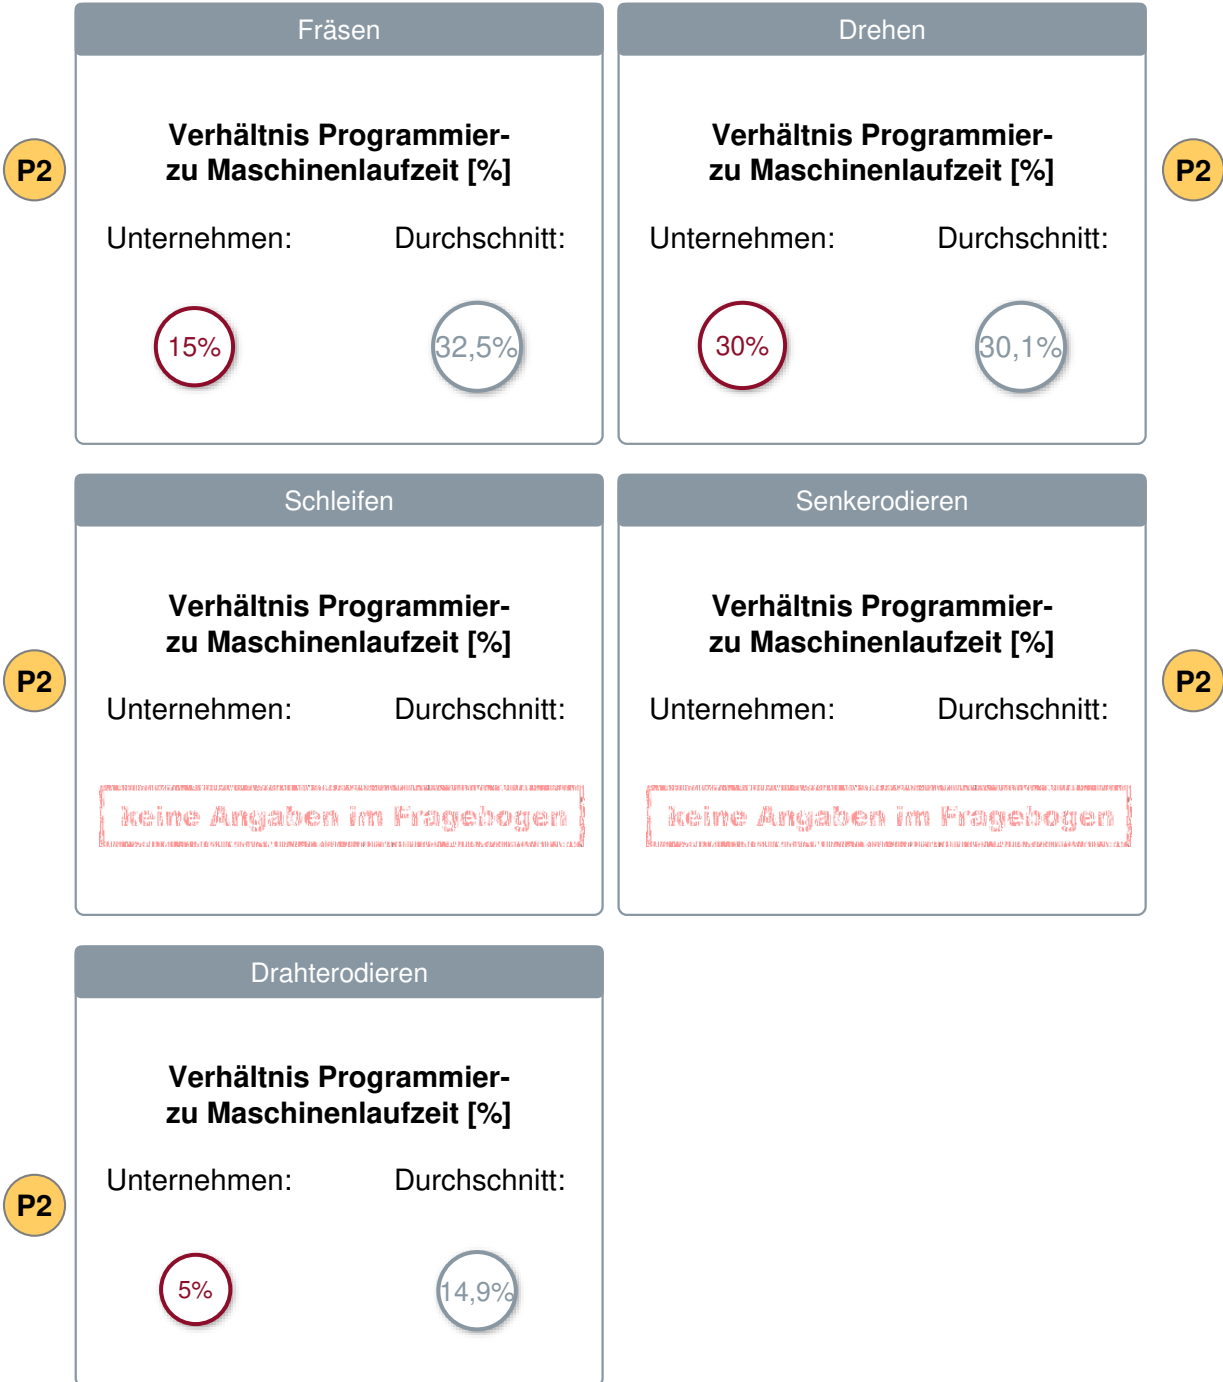 Fräsen
Verhältnis Programmier-
zu Maschinenlaufzeit [%]
P2
Unternehmen: Durchschnitt:
15% 32,5%
Drehen
Verhältnis Programmier-
zu Maschinenlaufzeit [%]
P2
Unternehmen: Durchschnitt:
30% 30,1%
Schleifen
Verhältnis Programmier-
zu Maschinenlaufzeit [%]
P2
Unternehmen: Durchschnitt:
keine Angaben im Fragebogen
Senkerodieren
Verhältnis Programmier-
zu Maschinenlaufzeit [%]
P2
Unternehmen: Durchschnitt:
keine Angaben im Fragebogen
Drahterodieren
Verhältnis Programmier-
zu Maschinenlaufzeit [%]
Unternehmen: Durchschnitt:
P2
5% 14,9%